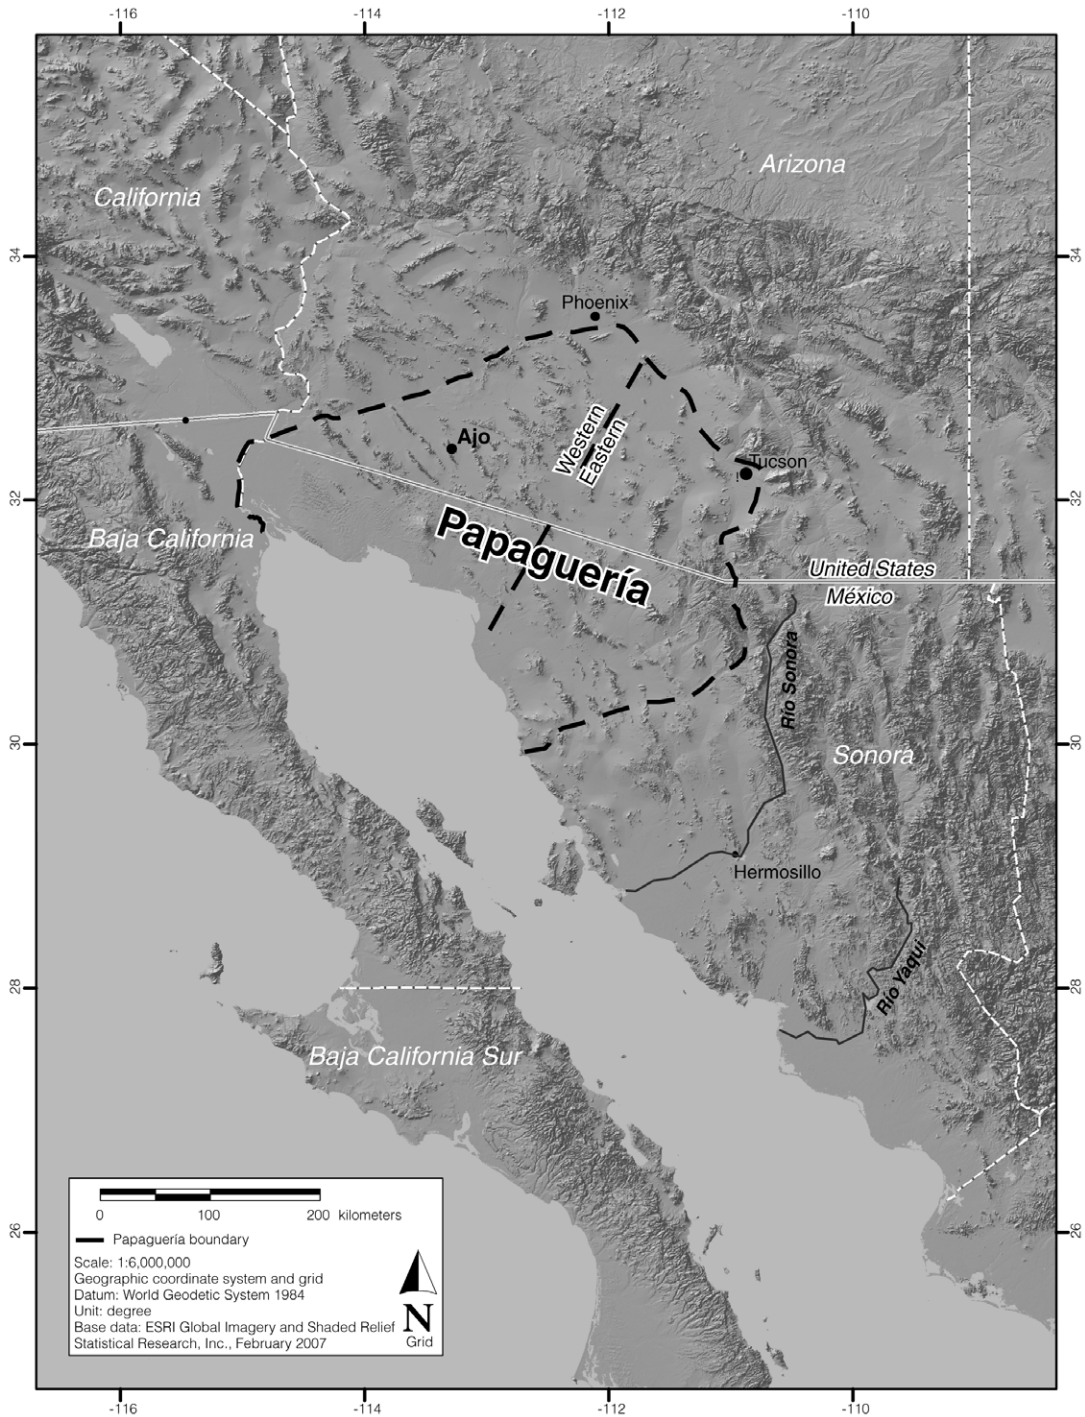 -116 -114 -112 -110
Arizona
California
34 34
Phoenix
Western
Eastern
Ajo
Tucson
32 32
Papaguería
Baja California
United States
México
Río Sonora
30 30
Sonora
Hermosillo
28 28
Río Yaqui
Baja California Sur
0 100 200 kilometers
26 26
Papaguería boundary
Scale: 1:6,000,000
Geographic coordinate system and grid
Datum: World Geodetic System 1984
Unit: degree
Base data: ESRI Global Imagery and Shaded Relief
Statistical Research, Inc., February 2007
N
Grid
-116 -114 -112 -110